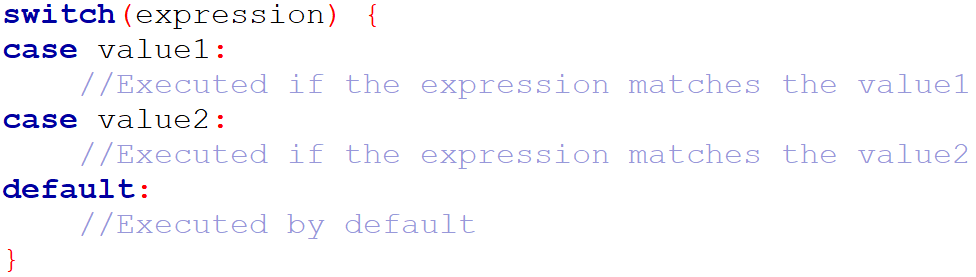 switch(expression) {
case value1:
    //Executed if the expression matches the value1
case value2:
    //Executed if the expression matches the value2
default:
    //Executed by default
}